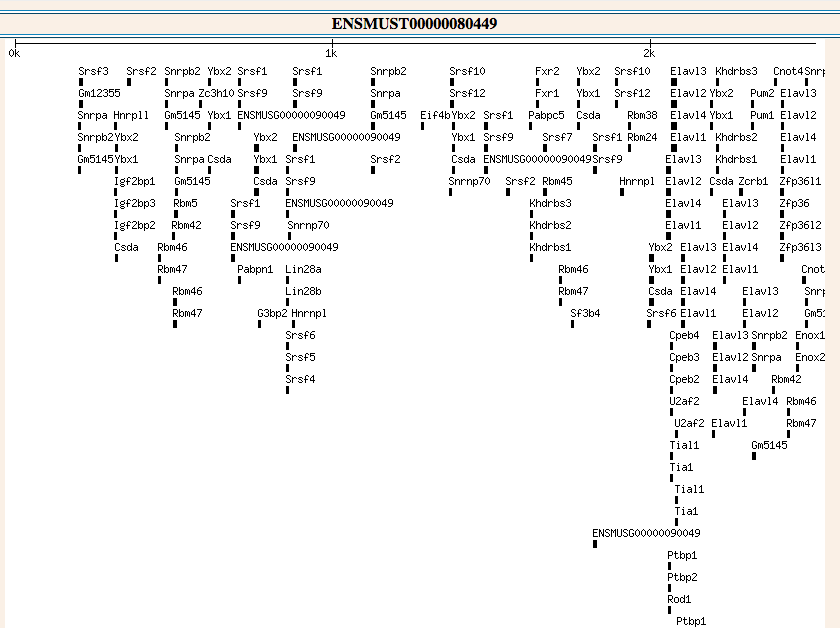 ENSMUST00000080449
0k 1k 2k
Srsf3 Srsf2 Snrpb2 Ybx2 Srsf1 Srsf1 Snrpb2 Srsf10 Fxr2 Ybx2 Srsf10 Elavl3 Khdrbs3 Cnot4 Snrp
Gm12355 Snrpa Zc3h10 Srsf9 Srsf9 Snrpa Srsf12 Fxr1 Ybx1 Srsf12 Elavl2 Ybx2 Pum2 Elavl3
Snrpa Hnrpll Gm5145 Ybx1 ENSMUSG00000090049 Gm5145 Eif4b Ybx2 Srsf1 Pabpc5 Csda Rbm38 Elavl4 Ybx1 Pum1 Elavl2
Snrpb2 Ybx2 Snrpb2 Ybx2 ENSMUSG00000090049 Ybx1 Srsf9 Srsf7 Srsf1 Rbm24 Elavl1 Khdrbs2 Elavl4
Gm5145 Ybx1 Snrpa Csda Ybx1 Srsf1 Srsf2 Csda ENSMUSG00000090049 Srsf9 Elavl3 Khdrbs1 Elavl1
Igf2bp1 Gm5145 Csda Srsf9 Snrnp70 Srsf2 Rbm45 Hnrnpl Elavl2 Csda Zcrb1 Zfp36l1
Igf2bp3 Rbm5 Srsf1 ENSMUSG00000090049 Khdrbs3 Elavl4 Elavl3 Zfp36
Igf2bp2 Rbm42 Srsf9 Snrnp70 Khdrbs2 Elavl1 Elavl2 Zfp36l2
Csda Rbm46 ENSMUSG00000090049 Khdrbs1 Ybx2 Elavl3 Elavl4 Zfp36l3
Rbm47 Pabpn1 Lin28a Rbm46 Ybx1 Elavl2 Elavl1 Cnot
Rbm46 Lin28b Rbm47 Csda Elavl4 Elavl3 Snrp
Rbm47 G3bp2 Hnrnpl Sf3b4 Srsf6 Elavl1 Elavl2 Gm51
Srsf6 Cpeb4 Elavl3 Snrpb2 Enox1
Srsf5 Cpeb3 Elavl2 Snrpa Enox2
Srsf4 Cpeb2 Elavl4 Rbm42
U2af2 Elavl4 Rbm46
U2af2 Elavl1 Rbm47
Tial1 Gm5145
Tia1
Tial1
Tia1
ENSMUSG00000090049
Ptbp1
Ptbp2
Rod1
Ptbp1